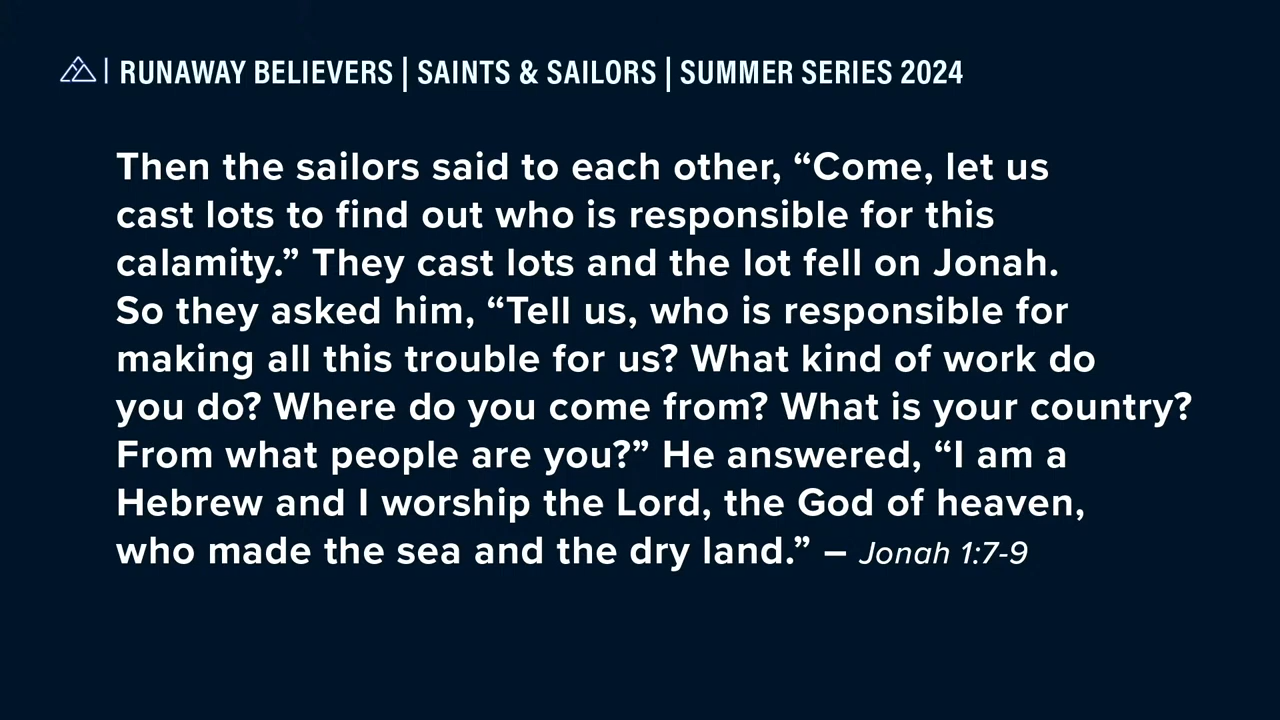 | RUNAWAY BELIEVERS | SAINTS & SAILORS | SUMMER SERIES 2024
Then the sailors said to each other, “Come, let us
cast lots to find out who is responsible for this
calamity.” They cast lots and the lot fell on Jonah.
So they asked him, “Tell us, who is responsible for
making all this trouble for us? What kind of work do
you do? Where do you come from? What is your country?
From what people are you?” He answered, “I am a
Hebrew and I worship the Lord, the God of heaven,
who made the sea and the dry land.” – Jonah 1:7-9